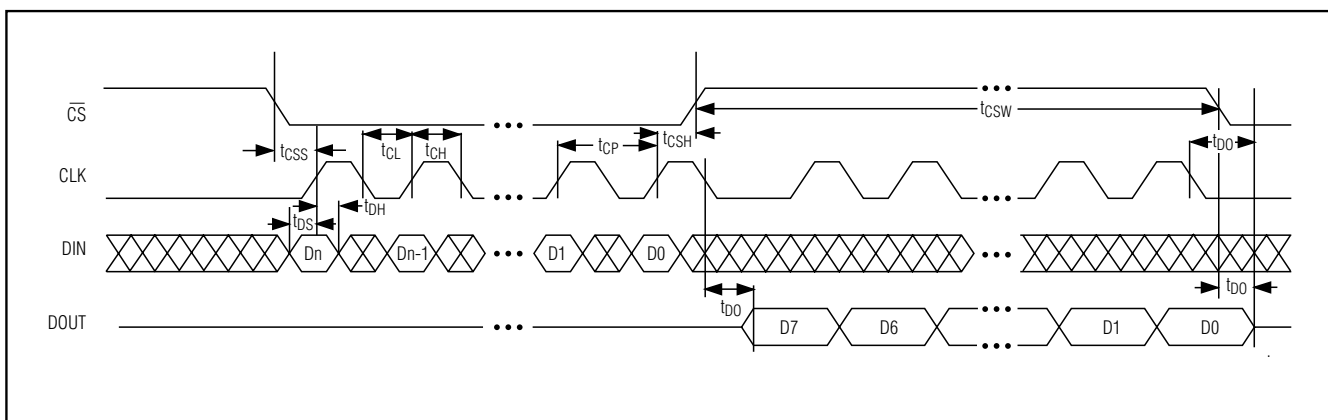 CS
tCSW
tCSS
tCL
tCH
tCP
tCSH
tDO
CLK
tDS
tDH
DIN
Dn
Dn-1
D1
D0
tDO
tDO
DOUT
D7
D6
D1
D0